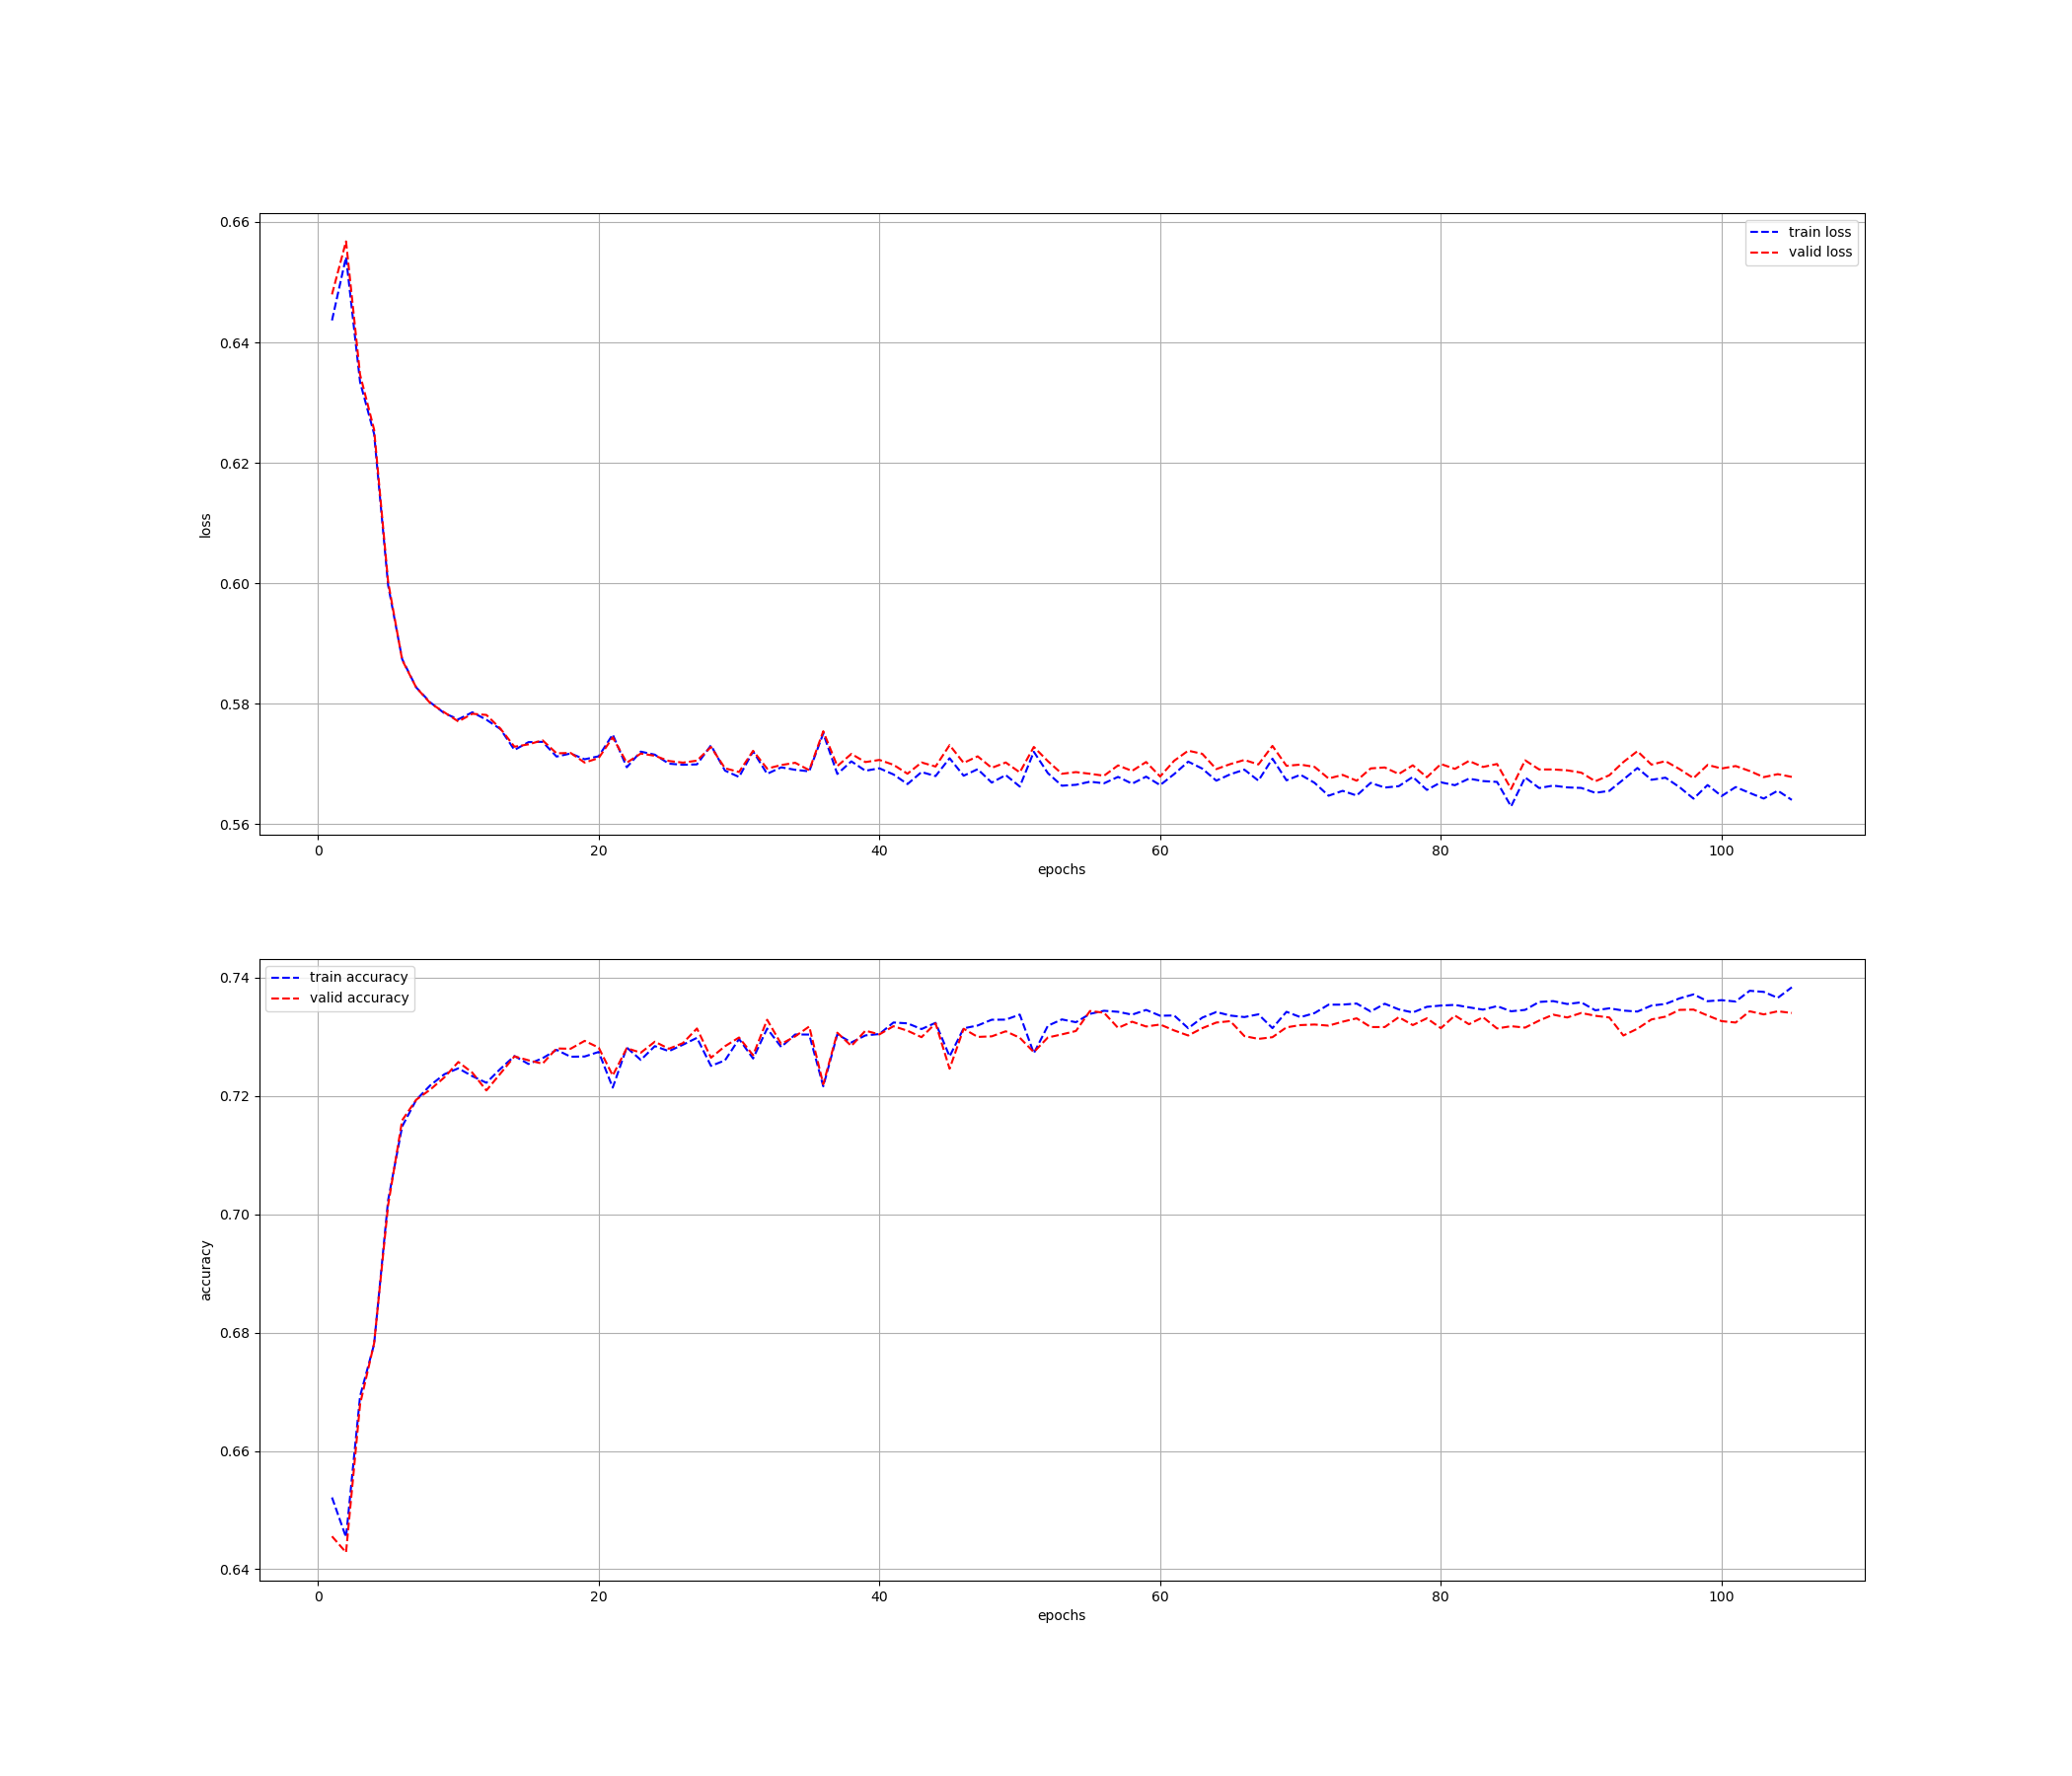 0.66
0.64
0.62
0.60
0.58
0.56
loss
train loss
valid loss
0 20 40 60 80 100
epochs
0.74
0.72
0.70
0.68
0.66
0.64
accuracy
train accuracy
valid accuracy
0 20 40 60 80 100
epochs